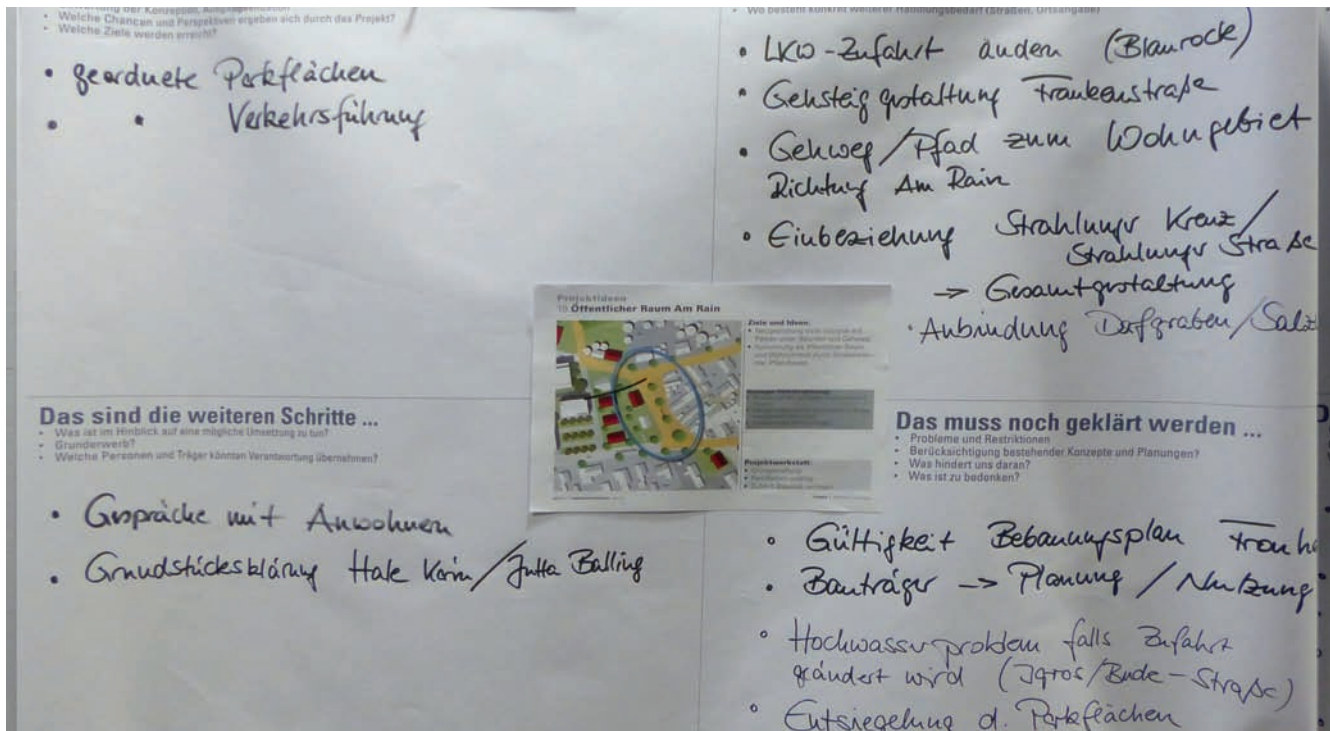 • Welche Chancen und Perspektiven ergeben sich durch das Projekt?
• Welche Ziele werden erreicht?
• geordnete Parkflächen
• " Verkehrsführung
• LKW-Zufahrt ändern (Blaurock)
• Gehsteiggestaltung Frankenstraße
• Gehweg/Pfad zum Wohngebiet
Richtung Am Rain
• Einbeziehung Strahlungr Kreuz/
Strahlungr Straße
→ Gesamtgestaltung
• Anbindung Dorfgraben/Salz
Projektideen
Öffentlicher Raum Am Rain
Ziele und Ideen:
Projektwerkstatt
Das sind die weiteren Schritte ...
• Was ist im Hinblick auf eine mögliche Umsetzung zu tun?
• Grunderwerb?
• Welche Personen und Träger könnten Verantwortung übernehmen?
• Gespräche mit Anwohnern
• Grundstücksklärung Karin/Jutta Balling
Das muss noch geklärt werden ...
• Probleme und Restriktionen
• Berücksichtigung bestehender Konzepte und Planungen?
• Was hindert uns daran?
• Was ist zu bedenken?
• Gültigkeit Bebauungsplan
• Bauträger → Planung / Nutzung
• Hochwasserproblem falls Zufahrt
geändert wird
• Entsiegelung d. Parkflächen